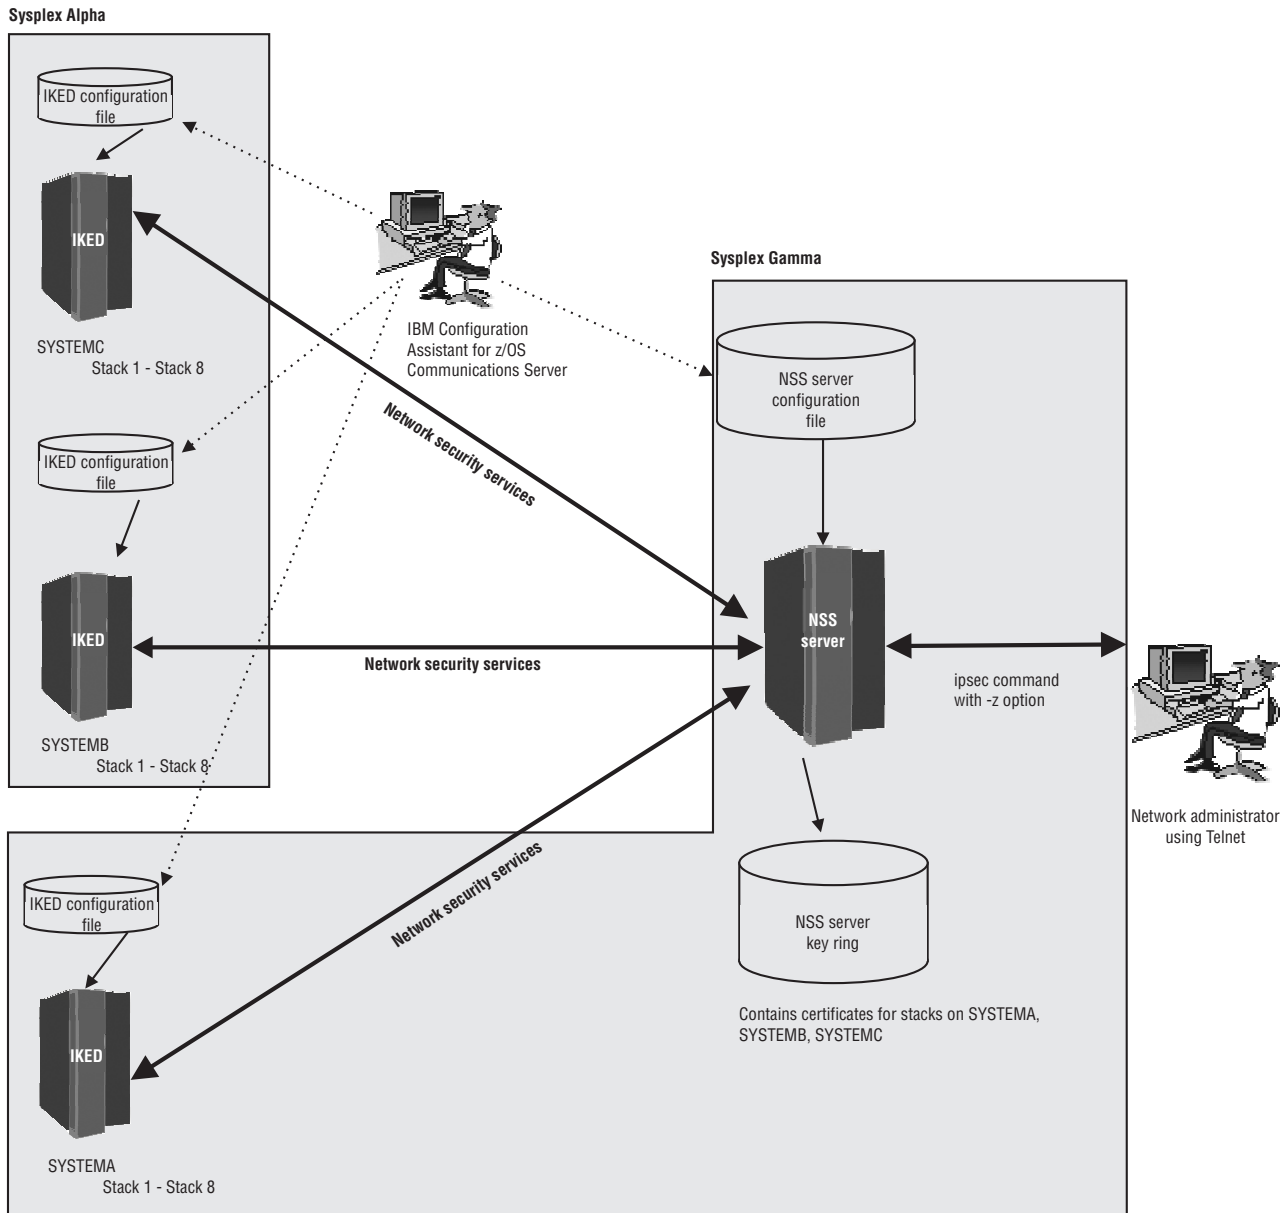 Sysplex Alpha
IKED configuration
file
IKED
SYSTEMC
Stack 1 - Stack 8
IBM Configuration
Assistant for z/OS
Communications Server
Sysplex Gamma
NSS server
configuration
file
Network security services
IKED configuration
file
IKED
SYSTEMB
Stack 1 - Stack 8
Network security services
NSS
server
ipsec command
with -z option
Network administrator
using Telnet
Network security services
IKED configuration
file
IKED
SYSTEMA
Stack 1 - Stack 8
NSS server
key ring
Contains certificates for stacks on SYSTEMA,
SYSTEMB, SYSTEMC